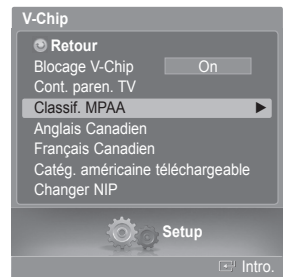 V-Chip
Retour
Blocage V-Chip On
Cont. paren. TV
Classif. MPAA
Anglais Canadien
Français Canadien
Catég. américaine téléchargeable
Changer NIP
Setup
Intro.